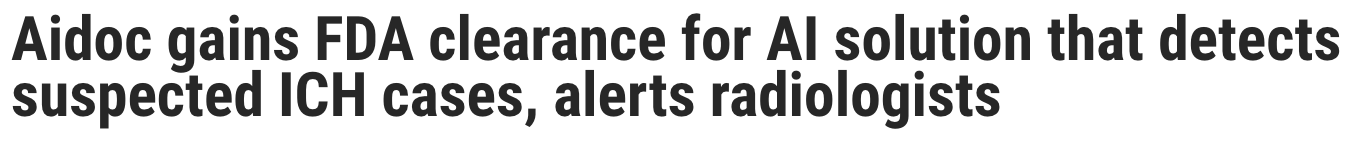 Aidoc gains FDA clearance for AI solution that detects
suspected ICH cases, alerts radiologists